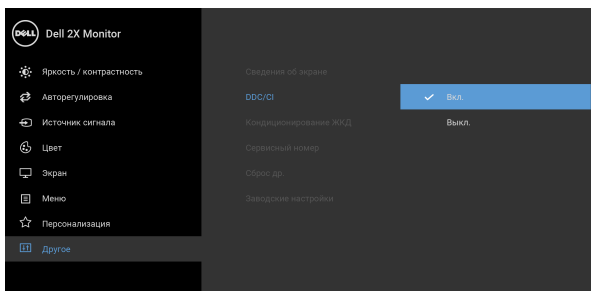 DELL Dell 2X Monitor
Яркость / контрастность
Сведения об экране
Авторегулировка
DDC/CI
Вкл.
Источник сигнала
Кондиционирование ЖКД
Выкл.
Цвет
Сервисный номер
Экран
Сброс др.
Меню
Заводские настройки
Персонализация
Другое